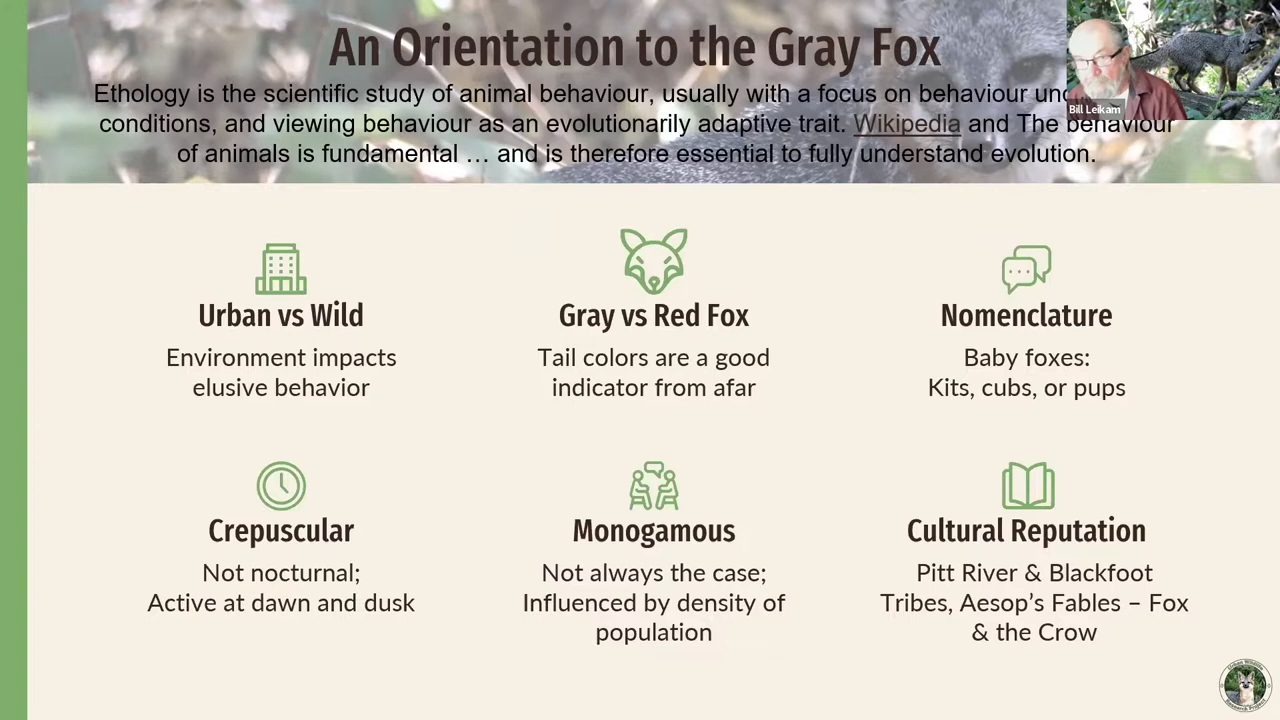 An Orientation to the Gray Fox
Ethology is the scientific study of animal behaviour, usually with a focus on behaviour
conditions, and viewing behaviour as an evolutionarily adaptive trait. Wikipedia and The behaviour
of animals is fundamental … and is therefore essential to fully understand evolution.
Bill Leikam
Urban vs Wild
Environment impacts
elusive behavior
Gray vs Red Fox
Tail colors are a good
indicator from afar
Nomenclature
Baby foxes:
Kits, cubs, or pups
Crepuscular
Not nocturnal;
Active at dawn and dusk
Monogamous
Not always the case;
Influenced by density of
population
Cultural Reputation
Pitt River & Blackfoot
Tribes, Aesop’s Fables – Fox
& the Crow
Urban Wildlife
Research Project